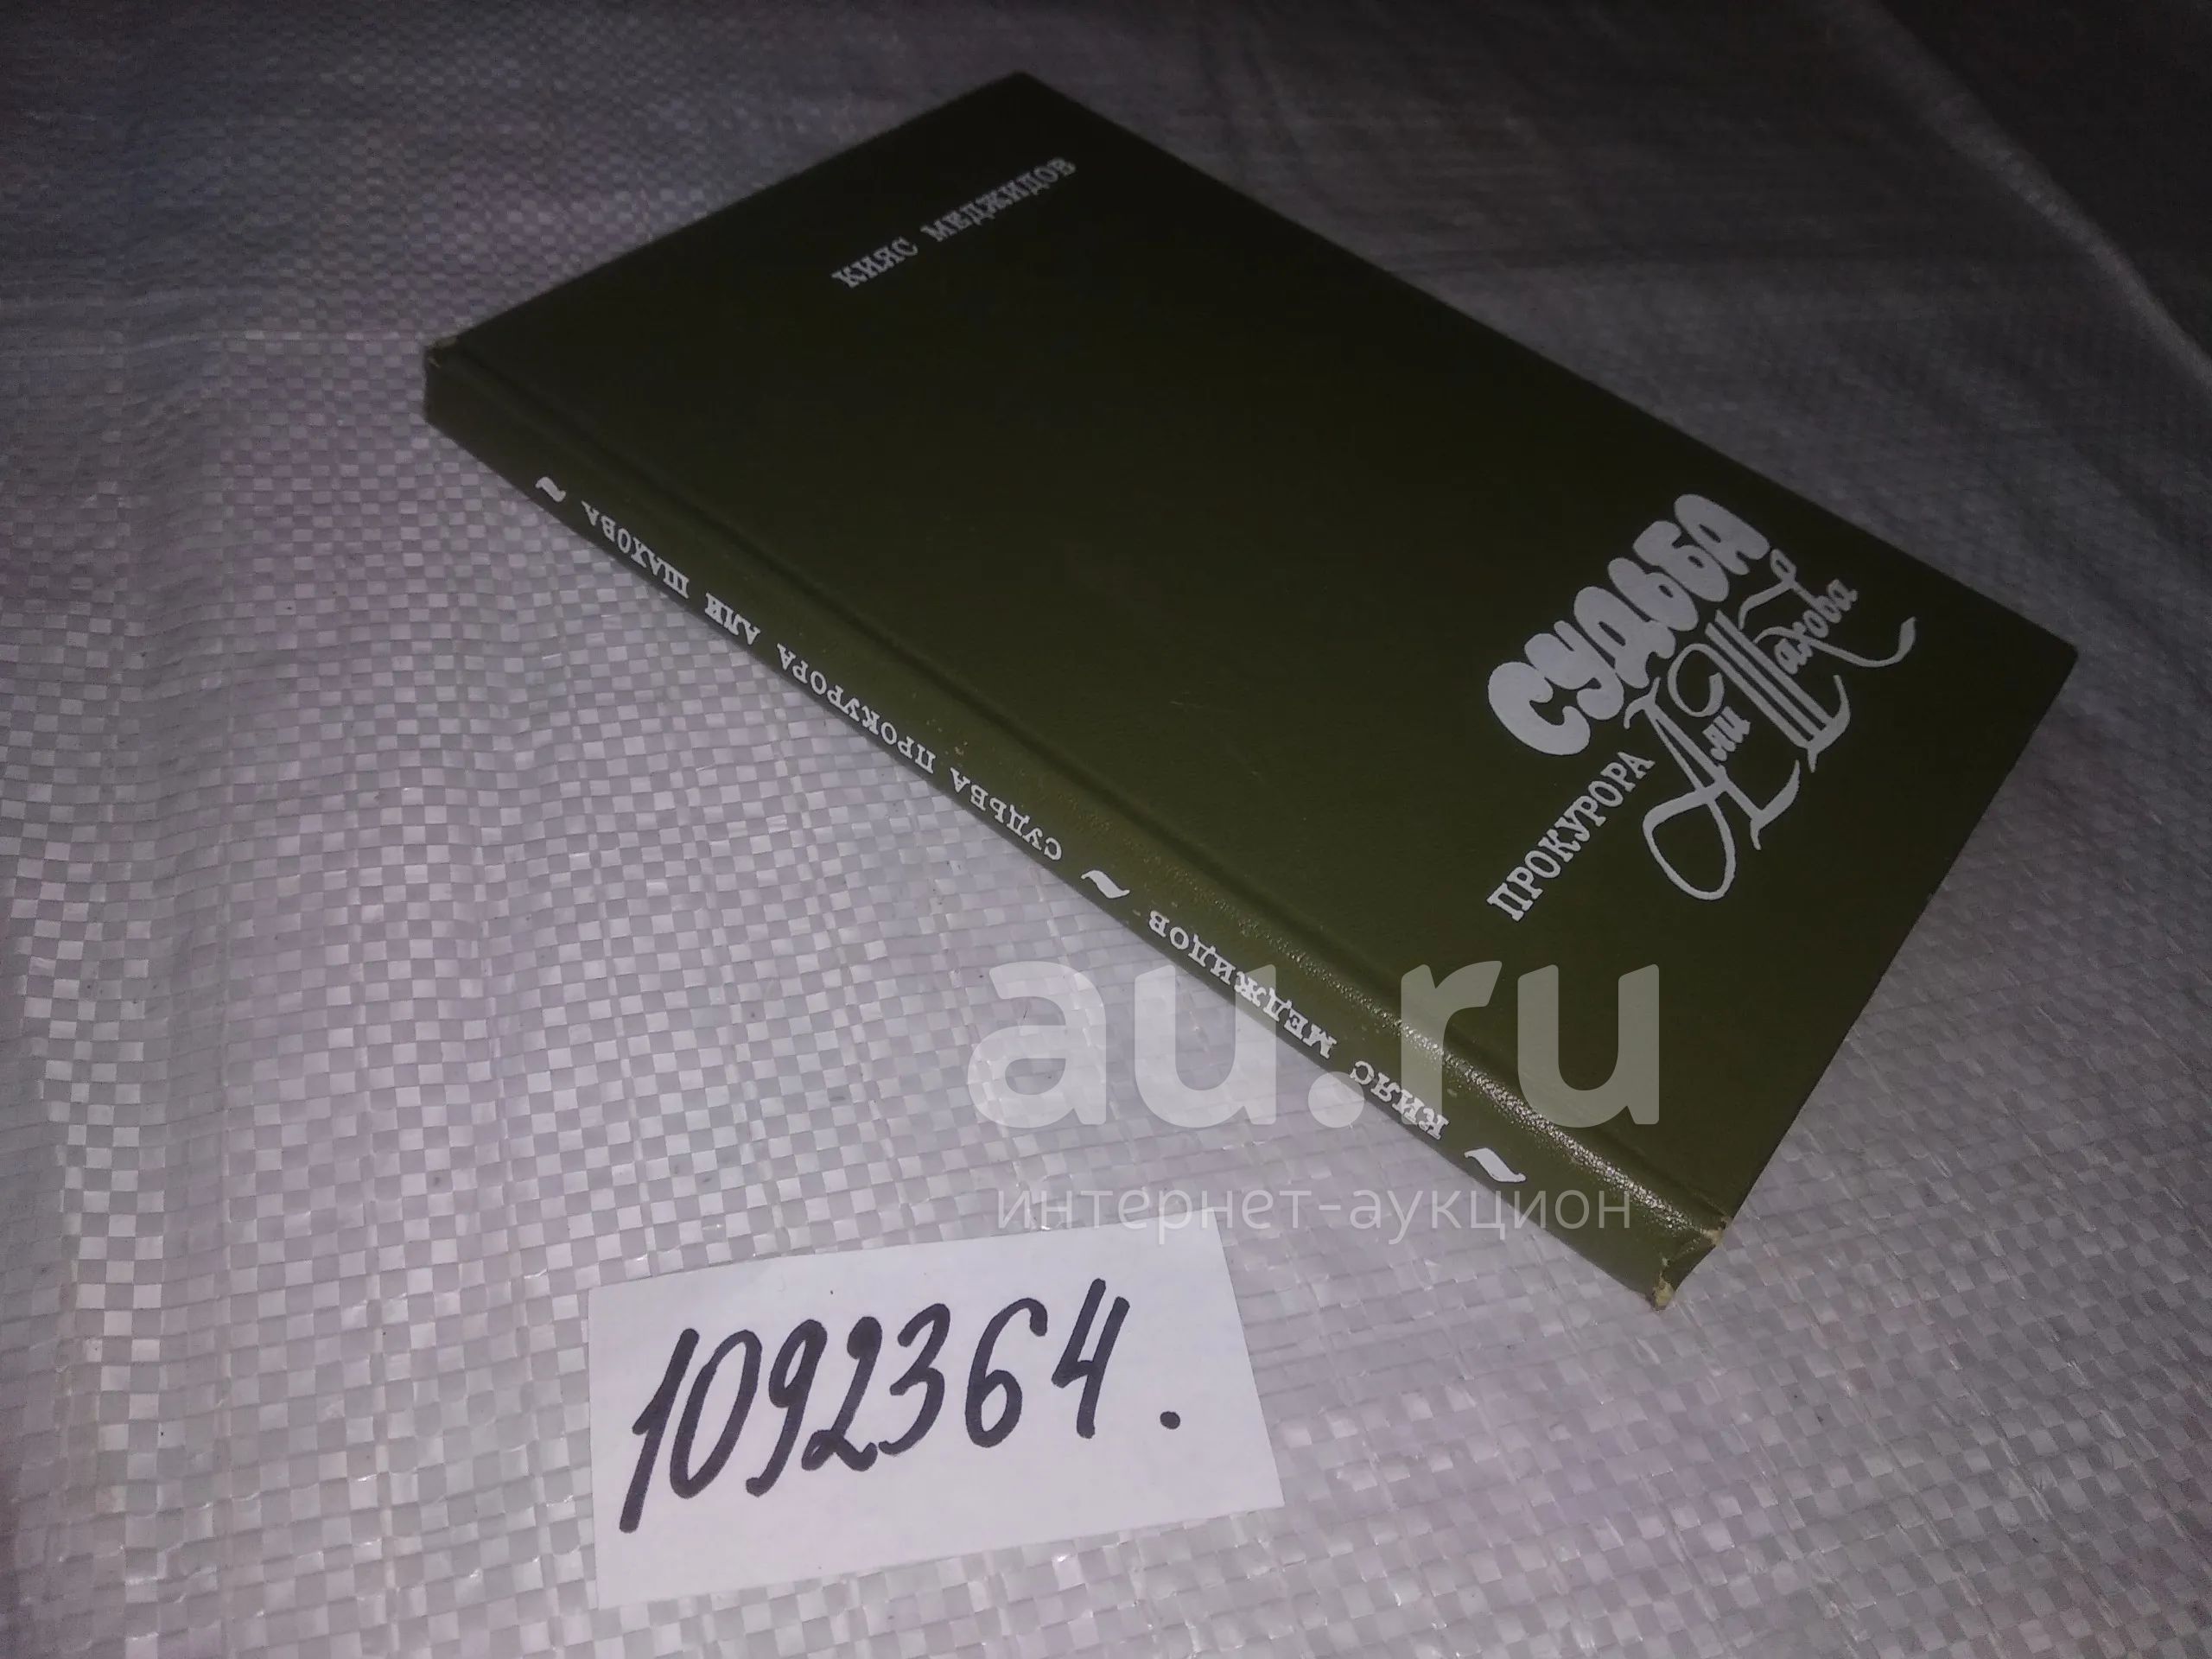 КИЯС МЕДЖИДОВ
СУДЬБА
ПРОКУРОРА
Али Шахова
~ КИЯС МЕДЖИДОВ ~ СУДЬБА ПРОКУРОРА АЛИ ШАХОВА ~
au.ru
интернет-аукцион
1092364.